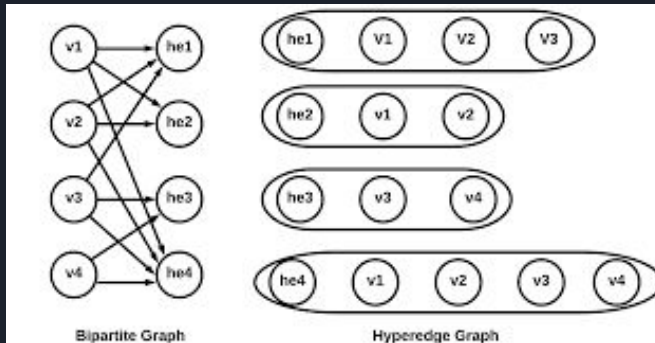 v1 he1 he1 V1 V2 V3
v2 he2 he2 v1 v2
v3 he3 he3 v3 v4
v4 he4 he4 v1 v2 v3 v4
Bipartite Graph Hyperedge Graph